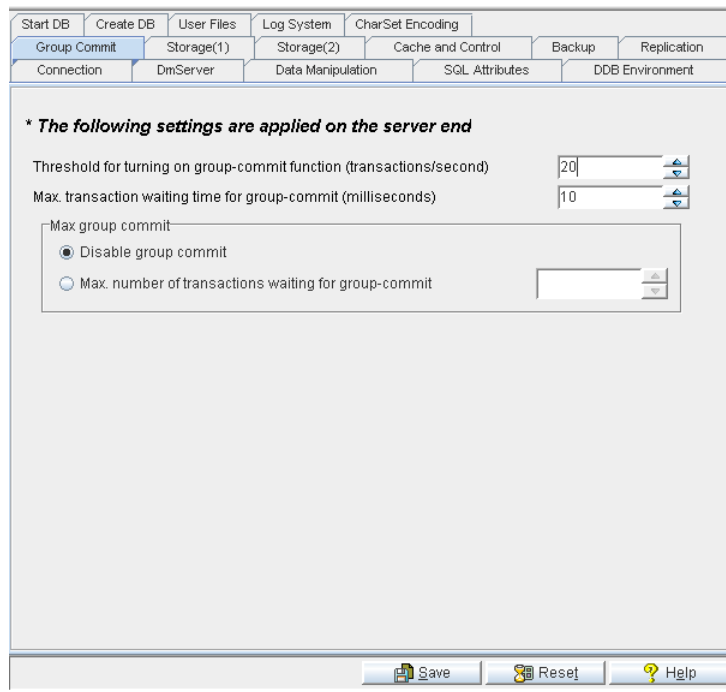 Start DB Create DB User Files Log System CharSet Encoding
Group Commit Storage(1) Storage(2) Cache and Control Backup Replication
Connection DmServer Data Manipulation SQL Attributes DDB Environment
* The following settings are applied on the server end
Threshold for turning on group-commit function (transactions/second) 20
Max. transaction waiting time for group-commit (milliseconds) 10
Max group commit
Disable group commit
Max. number of transactions waiting for group-commit
Save Reset Help